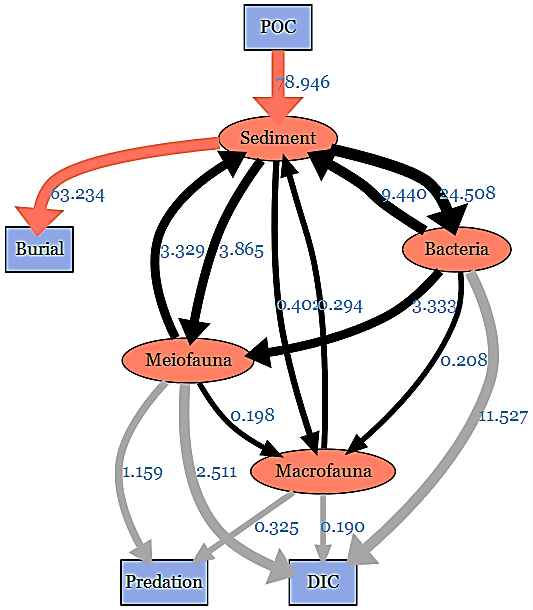 POC
78.946
Sediment
63.234
9.440
24.508
Burial
3.329
3.865
Bacteria
0.402
0.294
3.333
Meiofauna
0.208
0.198
11.527
Macrofauna
1.159
2.511
0.325
0.190
Predation
DIC